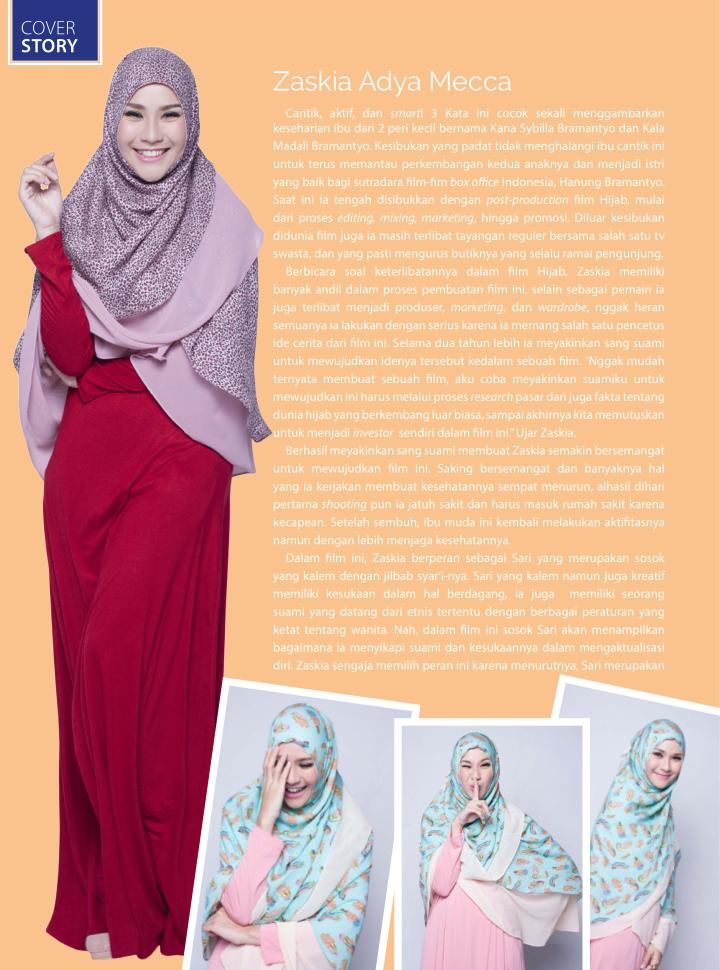 COVER
STORY
Zaskia Adya Mecca
Cantik, aktif, dan smart! 3 Kata ini cocok sekali menggambarkan
keseharian ibu dari 2 peri kecil bernama Kana Sybilla Bramantyo dan Kala
Madali Bramantyo. Kesibukan yang padat tidak menghalangi ibu cantik ini
untuk terus memantau perkembangan kedua anaknya dan menjadi istri
yang baik bagi sutradara film-fim box office Indonesia, Hanung Bramantyo.
Saat ini ia tengah disibukkan dengan post-production film Hijab, mulai
dari proses editing, mixing, marketing, hingga promosi. Diluar kesibukan
didunia film juga ia masih terlibat tayangan reguler bersama salah satu tv
swasta, dan yang pasti mengurus butiknya yang selalu ramai pengunjung.
Berbicara soal keterlibatannya dalam film Hijab, Zaskia memiliki
banyak andil dalam proses pembuatan film ini, selain sebagai pemain ia
juga terlibat menjadi produser, marketing, dan wardrobe, nggak heran
semuanya ia lakukan dengan serius karena ia memang salah satu pencetus
ide cerita dari film ini. Selama dua tahun lebih ia meyakinkan sang suami
untuk mewujudkan idenya tersebut kedalam sebuah film. "Nggak mudah
ternyata membuat sebuah film, aku coba meyakinkan suamiku untuk
mewujudkan ini harus melalui proses research pasar dan juga fakta tentang
dunia hijab yang berkembang luar biasa, sampai akhirnya kita memutuskan
untuk menjadi investor sendiri dalam film ini." Ujar Zaskia.
Berhasil meyakinkan sang suami membuat Zaskia semakin bersemangat
untuk mewujudkan film ini. Saking bersemangat dan banyaknya hal
yang ia kerjakan membuat kesehatannya sempat menurun, alhasil dihari
pertama shooting pun ia jatuh sakit dan harus masuk rumah sakit karena
kecapean. Setelah sembuh, ibu muda ini kembali melakukan aktifitasnya
namun dengan lebih menjaga kesehatannya.
Dalam film ini, Zaskia berperan sebagai Sari yang merupakan sosok
yang kalem dengan jilbab syar'i-nya. Sari yang kalem namun juga kreatif
memiliki kesukaan dalam hal berdagang, ia juga memiliki seorang
suami yang datang dari etnis tertentu dengan berbagai peraturan yang
ketat tentang wanita. Nah, dalam film ini sosok Sari akan menampilkan
bagaimana ia menyikapi suami dan kesukaannya dalam mengaktualisasi
diri. Zaskia sengaja memilih peran ini karena menurutnya, Sari merupakan